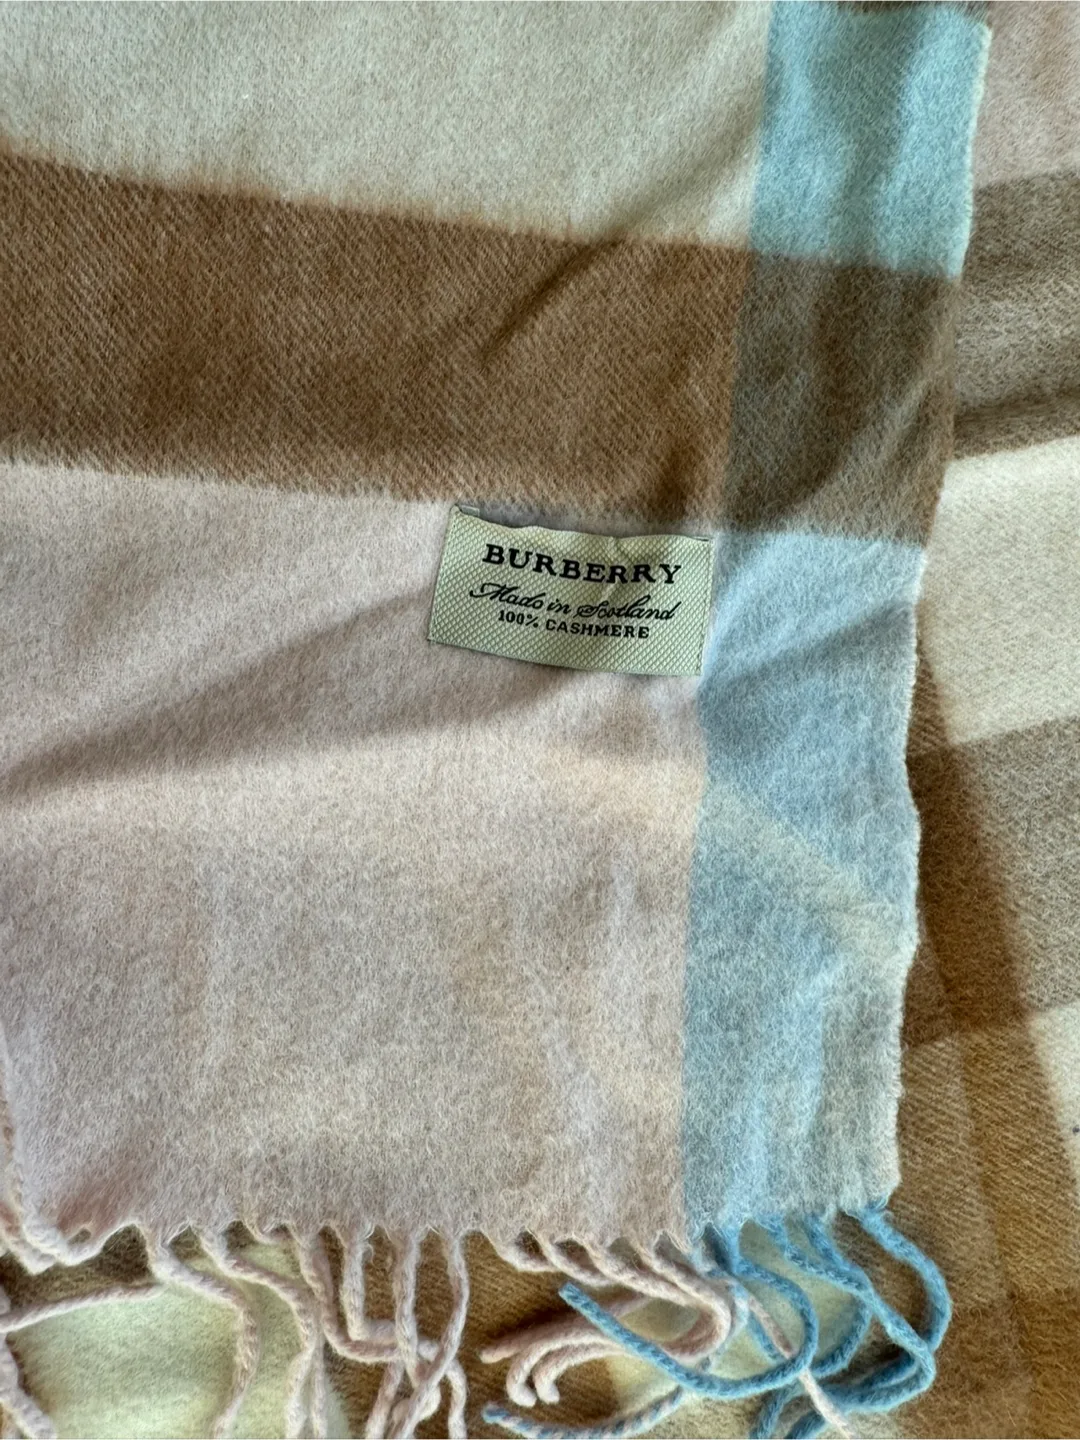 BURBERRY
Made in Scotland
100% CASHMERE